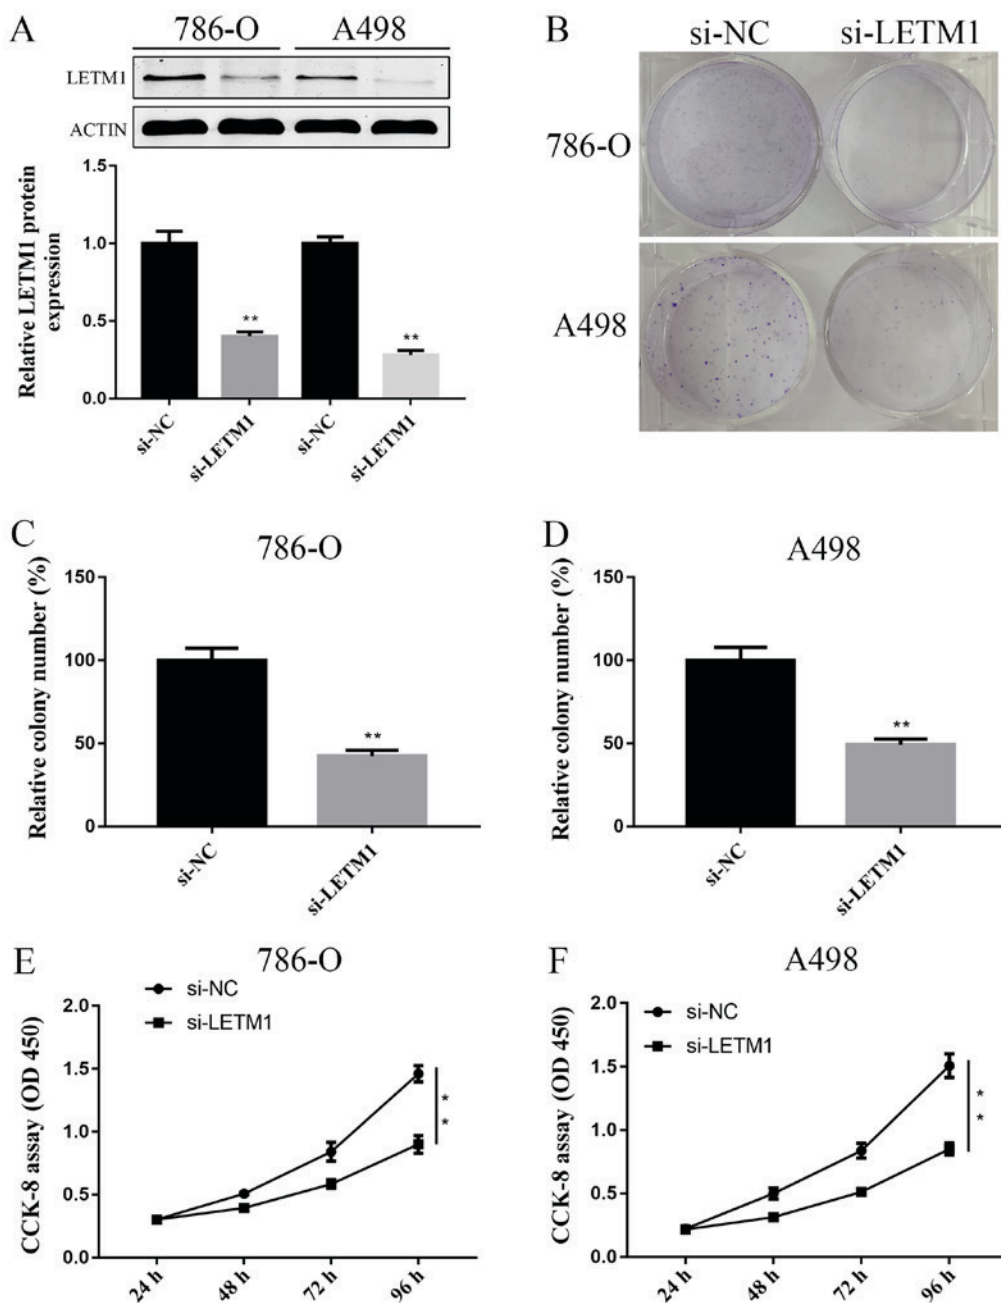 A
786-O
A498
LETM1
ACTIN
Relative LETM1 protein
expression
1.5
1.0
0.5
0.0
**
**
si-NC
si-LETM1
si-NC
si-LETM1
B
si-NC
si-LETM1
786-O
A498
C
786-O
Relative colony number (%)
150
100
50
0
**
si-NC
si-LETM1
D
A498
Relative colony number (%)
150
100
50
0
**
si-NC
si-LETM1
E
786-O
si-NC
si-LETM1
CCK-8 assay (OD 450)
2.0
1.5
1.0
0.5
0.0
**
24 h
48 h
72 h
96 h
F
A498
si-NC
si-LETM1
CCK-8 assay (OD 450)
2.0
1.5
1.0
0.5
0.0
**
24 h
48 h
72 h
96 h